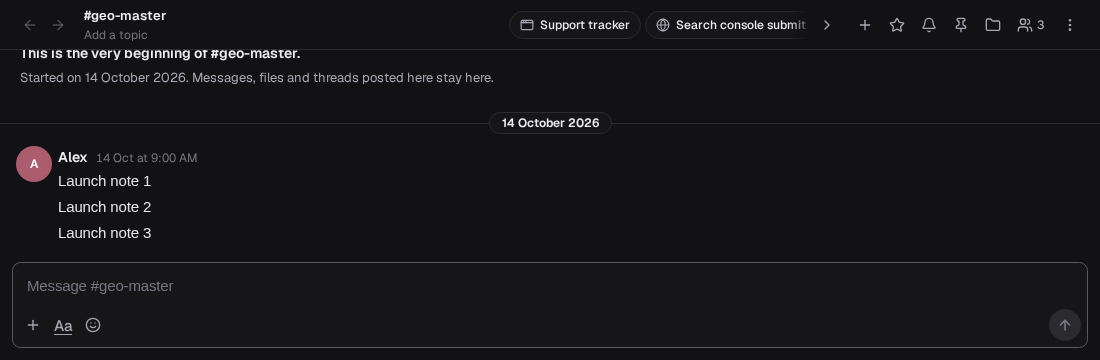 #geo-master
Add a topic
Support tracker
Search console submit
3
This is the very beginning of #geo-master.
Started on 14 October 2026. Messages, files and threads posted here stay here.
14 October 2026
A
Alex 14 Oct at 9:00 AM
Launch note 1
Launch note 2
Launch note 3
Message #geo-master
Aa